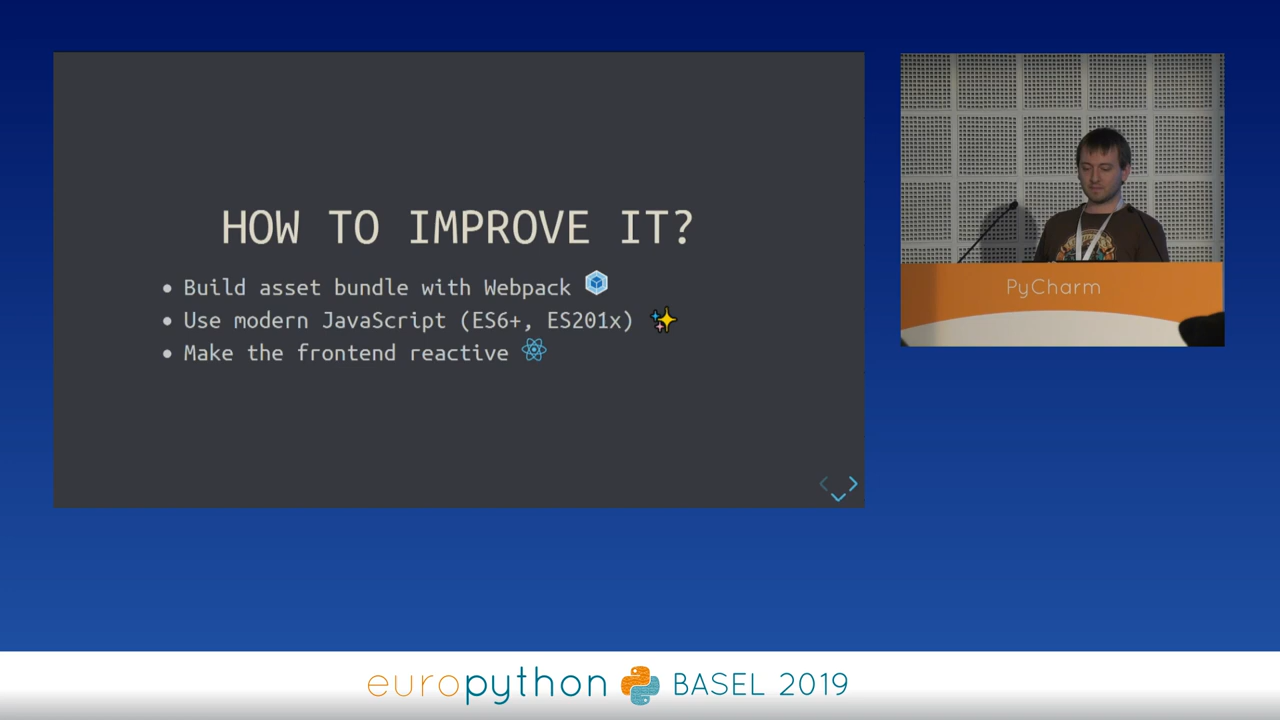 HOW TO IMPROVE IT?
Build asset bundle with Webpack
Use modern JavaScript (ES6+, ES201x)
Make the frontend reactive
PyCharm
europython BASEL 2019